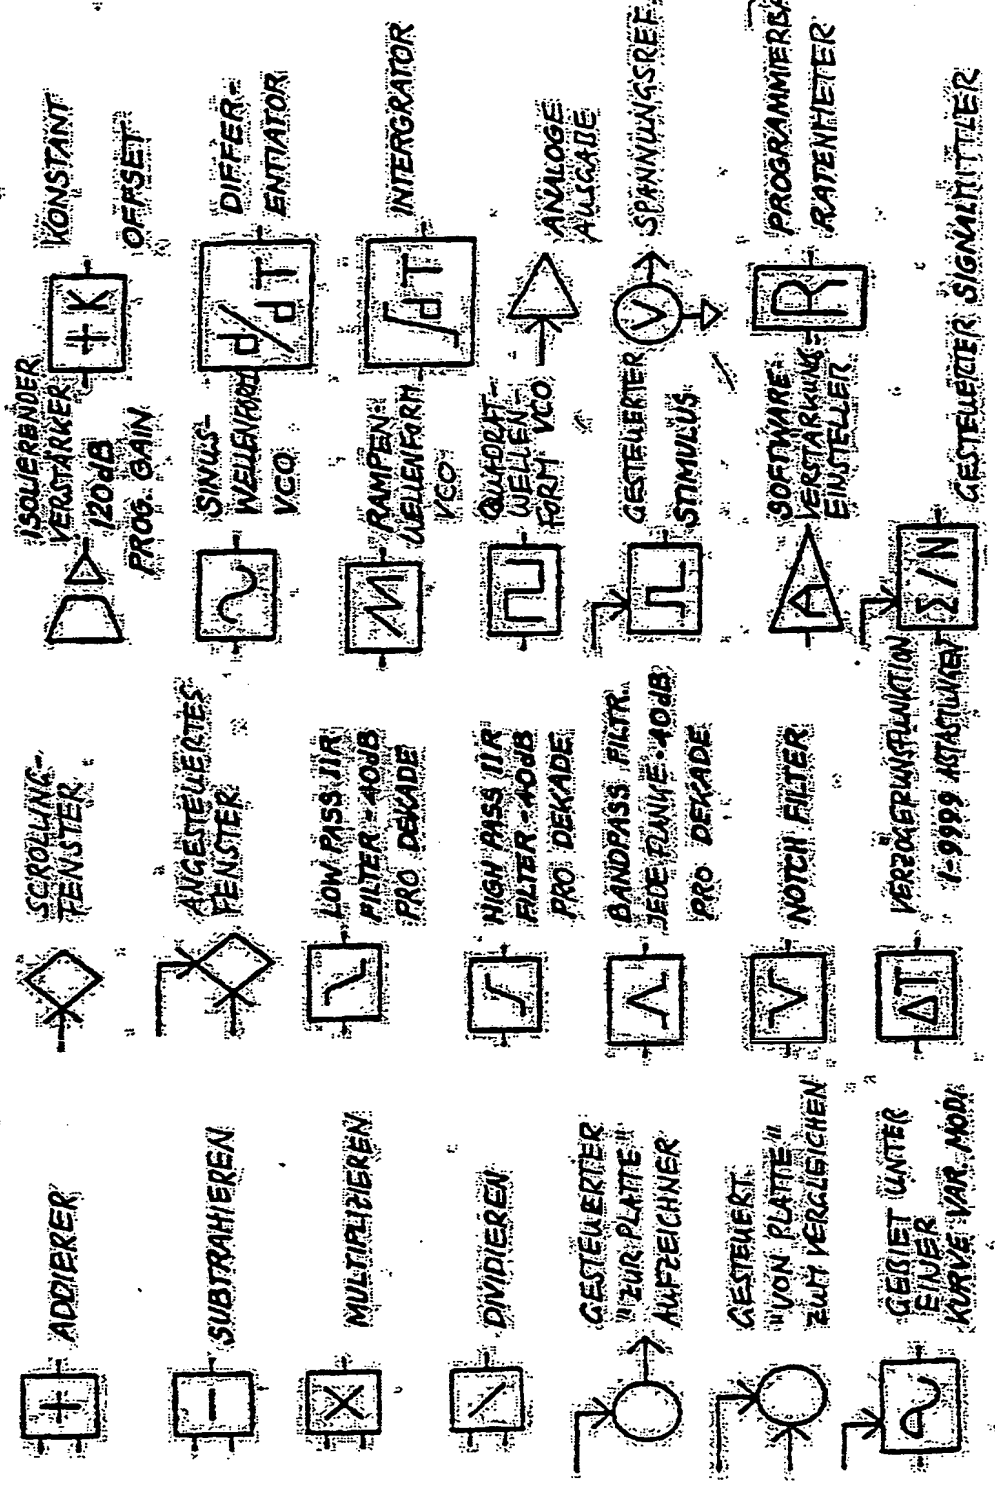 ADDIERER
+
SUBTRAHIEREN
−
MULTIPLIZIEREN
×
DIVIDIEREN
/
GESTEUERTER
"ZUR PLATTE"
AUFZEICHNER
GESTEUERT
"VON PLATTE"
ZUM VERGLEICHEN
GEBIET UNTER
EINER
KURVE VAR. MODI
SCROLLING-
FENSTER
ANGESTEUERTES
FENSTER
LOW PASS IIR
FILTER -40dB
PRO DEKADE
HIGH PASS IIR
FILTER -40dB
PRO DEKADE
BANDPASS FILTR.
JEDE FLANKE -40dB
PRO DEKADE
NOTCH FILTER
ΔT
VERZÖGERUNSFUNKTION
1-9999 ABTASTUNGEN
ISOLIERENDER
VERSTÄRKER
120dB
PROG. GAIN
SINUS-
WELLENFORM
VCO
RAMPEN-
WELLENFORM
VCO
QUADRAT-
WELLEN-
FORM VCO
GESTEUERTER
STIMULUS
A
SOFTWARE-
VERSTÄRKUNG-
EINSTELLER
Σ/N
GESTEUERTER SIGNALMITTLER
+K
KONSTANT
OFFSET
d/dT
DIFFER-
ENTIATOR
∫dT
INTERGRATOR
ANALOGE
AUSGABE
V
SPANNUNGSREF.
R
PROGRAMMIERBA
RATENMETER